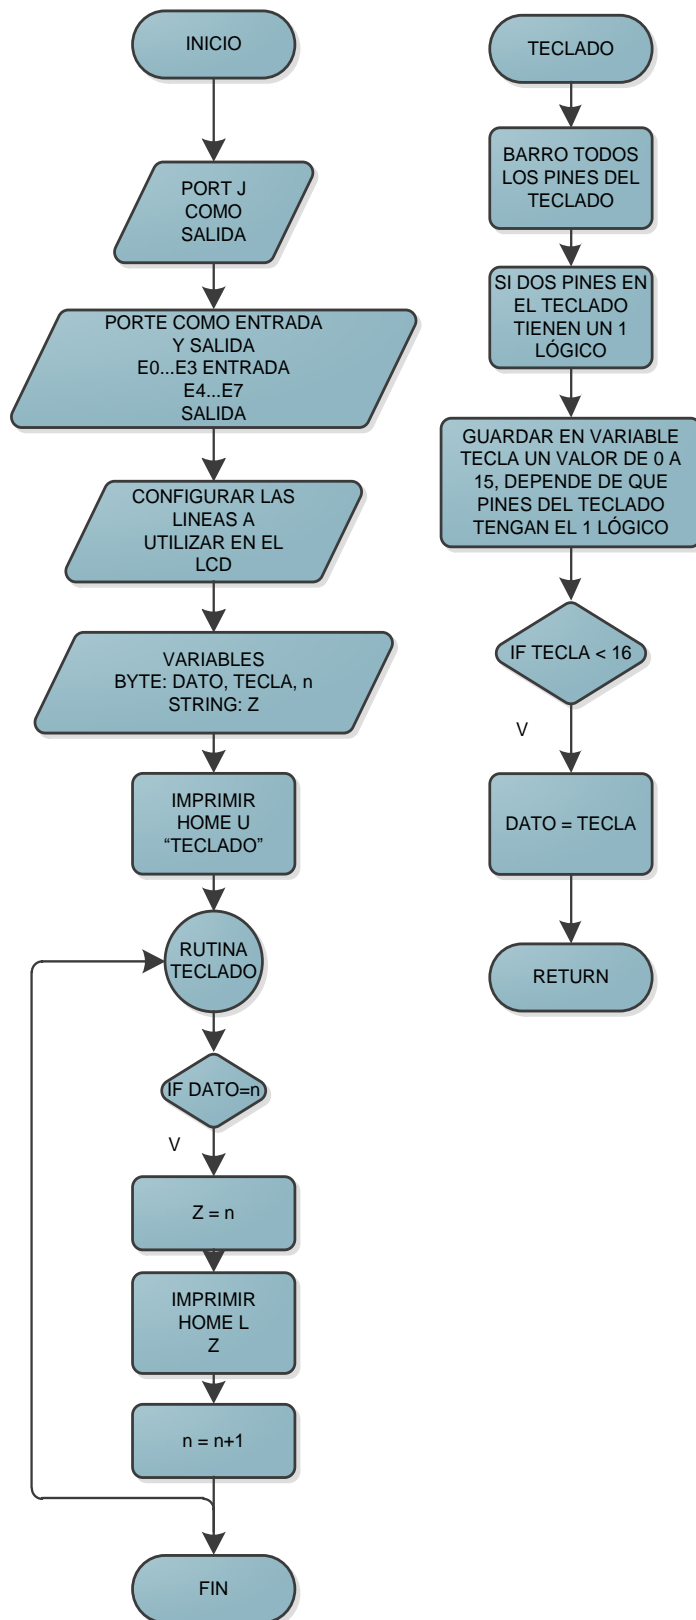 INICIO
PORT J
COMO
SALIDA
PORTE COMO ENTRADA
Y SALIDA
E0...E3 ENTRADA
E4...E7
SALIDA
CONFIGURAR LAS
LINEAS A
UTILIZAR EN EL
LCD
VARIABLES
BYTE: DATO, TECLA, n
STRING: Z
IMPRIMIR
HOME U
“TECLADO”
RUTINA
TECLADO
IF DATO=n
V
Z = n
IMPRIMIR
HOME L
Z
n = n+1
FIN
TECLADO
BARRO TODOS
LOS PINES DEL
TECLADO
SI DOS PINES EN
EL TECLADO
TIENEN UN 1
LÓGICO
GUARDAR EN VARIABLE
TECLA UN VALOR DE 0 A
15, DEPENDE DE QUE
PINES DEL TECLADO
TENGAN EL 1 LÓGICO
IF TECLA < 16
V
DATO = TECLA
RETURN